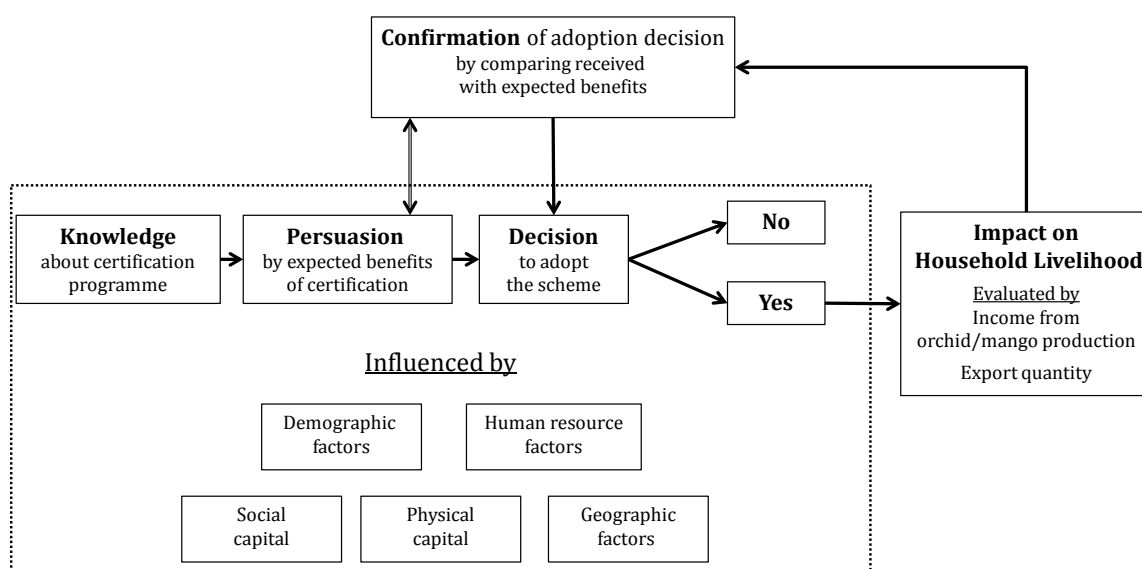 Confirmation of adoption decision
by comparing received
with expected benefits
Knowledge
about certification
programme
Persuasion
by expected benefits
of certification
Decision
to adopt
the scheme
No
Yes
Impact on
Household Livelihood
Evaluated by
Income from
orchid/mango production
Export quantity
Influenced by
Demographic
factors
Human resource
factors
Social
capital
Physical
capital
Geographic
factors